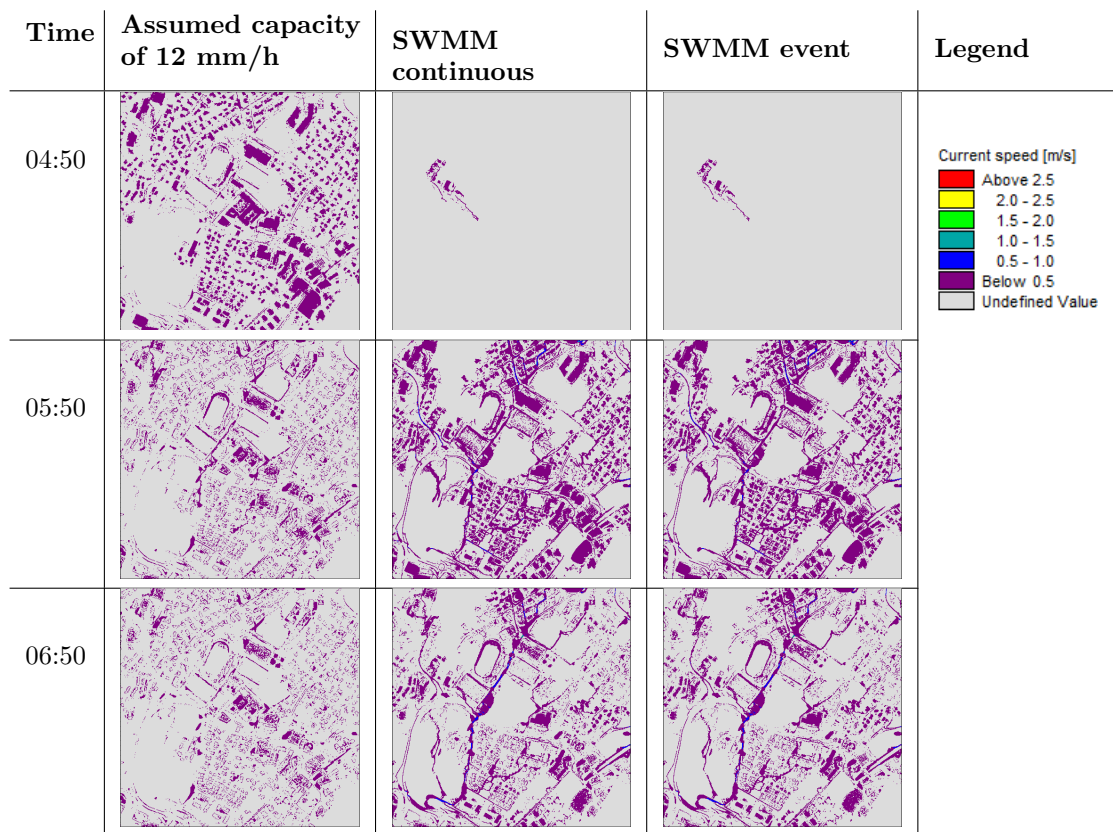 Time
Assumed capacity
of 12 mm/h
SWMM
continuous
SWMM event
Legend
04:50
Current speed [m/s]
Above 2.5
2.0 - 2.5
1.5 - 2.0
1.0 - 1.5
0.5 - 1.0
Below 0.5
Undefined Value
05:50
06:50